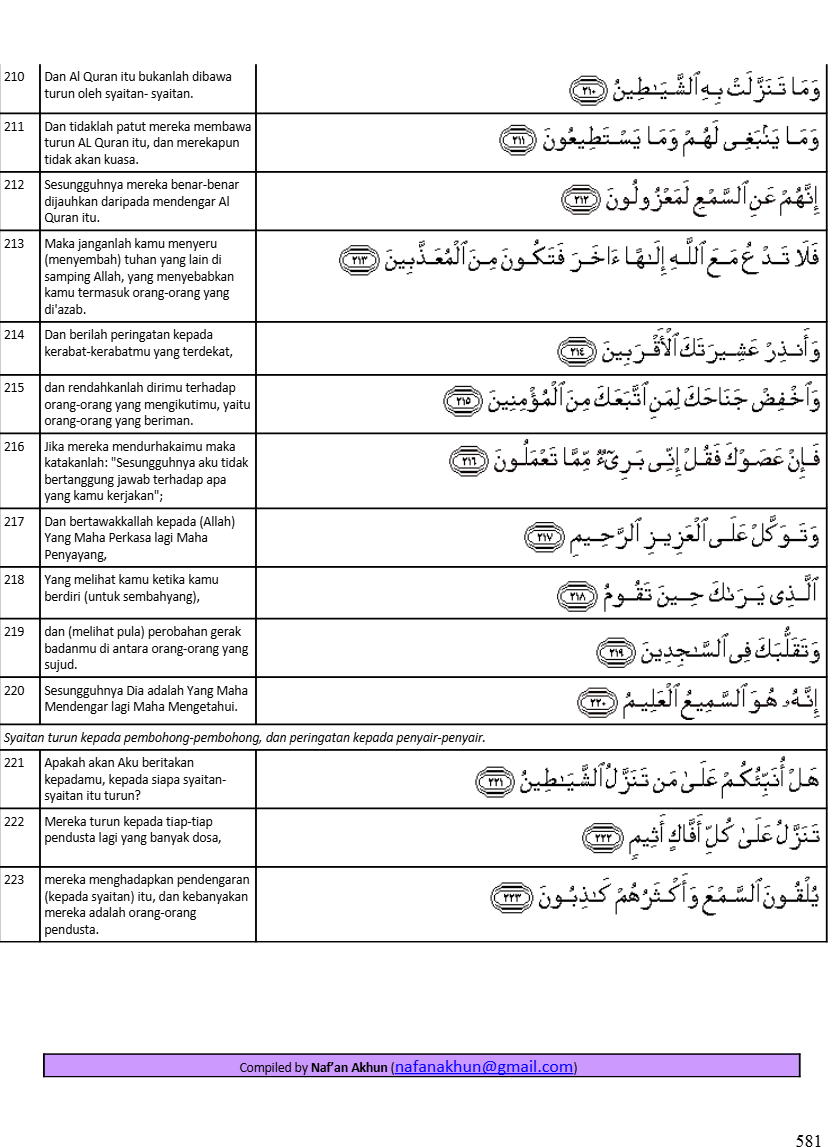 210
Dan Al Quran itu bukanlah dibawa
turun oleh syaitan- syaitan.
وَمَا تَنَزَّلَتْ بِهِ ٱلشَّيَـٰطِينُ ٢١٠
211
Dan tidaklah patut mereka membawa
turun AL Quran itu, dan merekapun
tidak akan kuasa.
وَمَا يَنۢبَغِى لَهُمْ وَمَا يَسْتَطِيعُونَ ٢١١
212
Sesungguhnya mereka benar-benar
dijauhkan daripada mendengar Al
Quran itu.
إِنَّهُمْ عَنِ ٱلسَّمْعِ لَمَعْزُولُونَ ٢١٢
213
Maka janganlah kamu menyeru
(menyembah) tuhan yang lain di
samping Allah, yang menyebabkan
kamu termasuk orang-orang yang
di'azab.
فَلَا تَدْعُ مَعَ ٱللَّهِ إِلَـٰهًا ءَاخَرَ فَتَكُونَ مِنَ ٱلْمُعَذَّبِينَ ٢١٣
214
Dan berilah peringatan kepada
kerabat-kerabatmu yang terdekat,
وَأَنذِرْ عَشِيرَتَكَ ٱلْأَقْرَبِينَ ٢١٤
215
dan rendahkanlah dirimu terhadap
orang-orang yang mengikutimu, yaitu
orang-orang yang beriman.
وَٱخْفِضْ جَنَاحَكَ لِمَنِ ٱتَّبَعَكَ مِنَ ٱلْمُؤْمِنِينَ ٢١٥
216
Jika mereka mendurhakaimu maka
katakanlah: "Sesungguhnya aku tidak
bertanggung jawab terhadap apa
yang kamu kerjakan";
فَإِنْ عَصَوْكَ فَقُلْ إِنِّى بَرِىٓءٌ مِّمَّا تَعْمَلُونَ ٢١٦
217
Dan bertawakkallah kepada (Allah)
Yang Maha Perkasa lagi Maha
Penyayang,
وَتَوَكَّلْ عَلَى ٱلْعَزِيزِ ٱلرَّحِيمِ ٢١٧
218
Yang melihat kamu ketika kamu
berdiri (untuk sembahyang),
ٱلَّذِى يَرَىٰكَ حِينَ تَقُومُ ٢١٨
219
dan (melihat pula) perobahan gerak
badanmu di antara orang-orang yang
sujud.
وَتَقَلُّبَكَ فِى ٱلسَّـٰجِدِينَ ٢١٩
220
Sesungguhnya Dia adalah Yang Maha
Mendengar lagi Maha Mengetahui.
إِنَّهُۥ هُوَ ٱلسَّمِيعُ ٱلْعَلِيمُ ٢٢٠
Syaitan turun kepada pembohong-pembohong, dan peringatan kepada penyair-penyair.
221
Apakah akan Aku beritakan
kepadamu, kepada siapa syaitan-
syaitan itu turun?
هَلْ أُنَبِّئُكُمْ عَلَىٰ مَن تَنَزَّلُ ٱلشَّيَـٰطِينُ ٢٢١
222
Mereka turun kepada tiap-tiap
pendusta lagi yang banyak dosa,
تَنَزَّلُ عَلَىٰ كُلِّ أَفَّاكٍ أَثِيمٍ ٢٢٢
223
mereka menghadapkan pendengaran
(kepada syaitan) itu, dan kebanyakan
mereka adalah orang-orang
pendusta.
يُلْقُونَ ٱلسَّمْعَ وَأَكْثَرُهُمْ كَـٰذِبُونَ ٢٢٣
Compiled by Naf'an Akhun (nafanakhun@gmail.com)
581